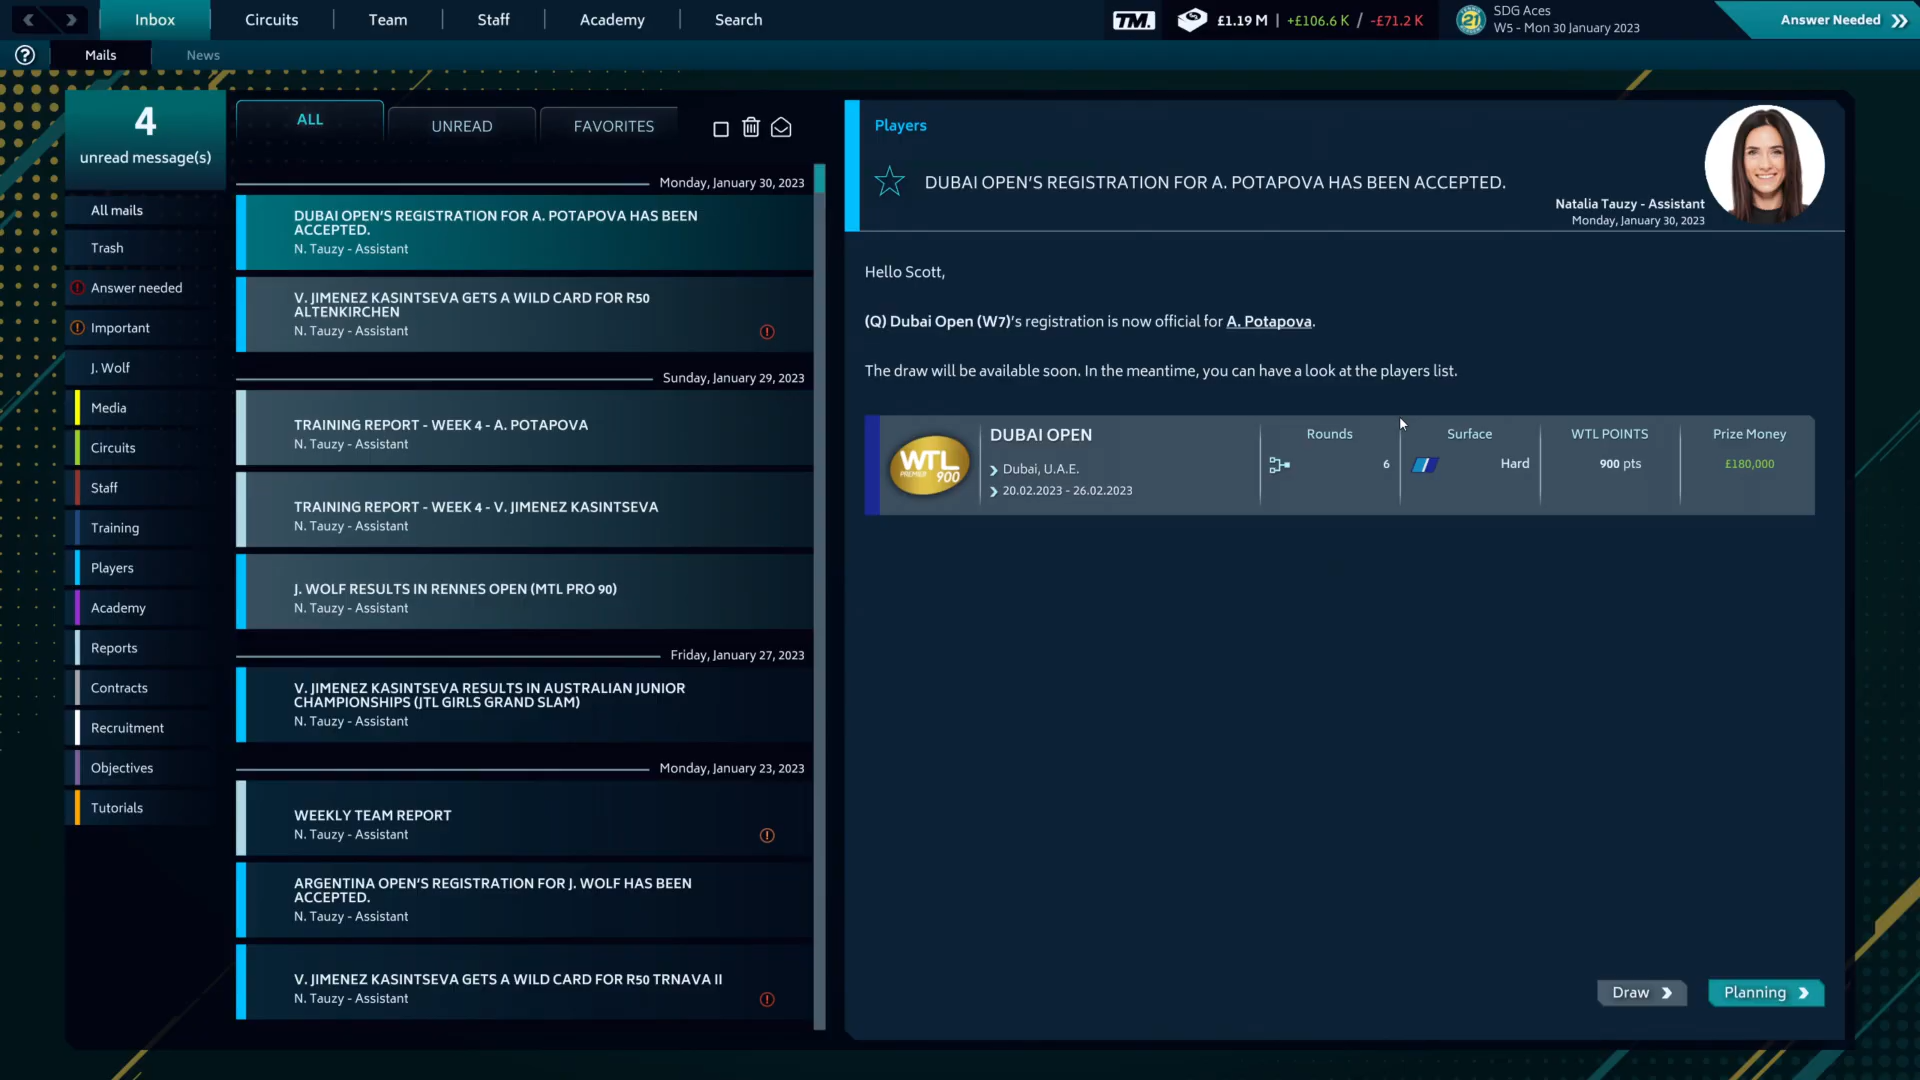 Inbox
Circuits
Team
Staff
Academy
Search
TM.
£1.19 M | +£106.6 K / -£71.2 K
21
SDG Aces
W5 - Mon 30 January 2023
Answer Needed
?
Mails
News
4
unread message(s)
All mails
Trash
Answer needed
Important
J. Wolf
Media
Circuits
Staff
Training
Players
Academy
Reports
Contracts
Recruitment
Objectives
Tutorials
ALL
UNREAD
FAVORITES
Monday, January 30, 2023
DUBAI OPEN'S REGISTRATION FOR A. POTAPOVA HAS BEEN
ACCEPTED.
N. Tauzy - Assistant
V. JIMENEZ KASINTSEVA GETS A WILD CARD FOR R50
ALTENKIRCHEN
N. Tauzy - Assistant
Sunday, January 29, 2023
TRAINING REPORT - WEEK 4 - A. POTAPOVA
N. Tauzy - Assistant
TRAINING REPORT - WEEK 4 - V. JIMENEZ KASINTSEVA
N. Tauzy - Assistant
J. WOLF RESULTS IN RENNES OPEN (MTL PRO 90)
N. Tauzy - Assistant
Friday, January 27, 2023
V. JIMENEZ KASINTSEVA RESULTS IN AUSTRALIAN JUNIOR
CHAMPIONSHIPS (JTL GIRLS GRAND SLAM)
N. Tauzy - Assistant
Monday, January 23, 2023
WEEKLY TEAM REPORT
N. Tauzy - Assistant
ARGENTINA OPEN'S REGISTRATION FOR J. WOLF HAS BEEN
ACCEPTED.
N. Tauzy - Assistant
V. JIMENEZ KASINTSEVA GETS A WILD CARD FOR R50 TRNAVA II
N. Tauzy - Assistant
Players
DUBAI OPEN'S REGISTRATION FOR A. POTAPOVA HAS BEEN ACCEPTED.
Natalia Tauzy - Assistant
Monday, January 30, 2023
Hello Scott,
(Q) Dubai Open (W7)'s registration is now official for A. Potapova.
The draw will be available soon. In the meantime, you can have a look at the players list.
WTL
PREMIER 900
DUBAI OPEN
Dubai, U.A.E.
20.02.2023 - 26.02.2023
Rounds
6
Surface
Hard
WTL POINTS
900 pts
Prize Money
£180,000
Draw
Planning